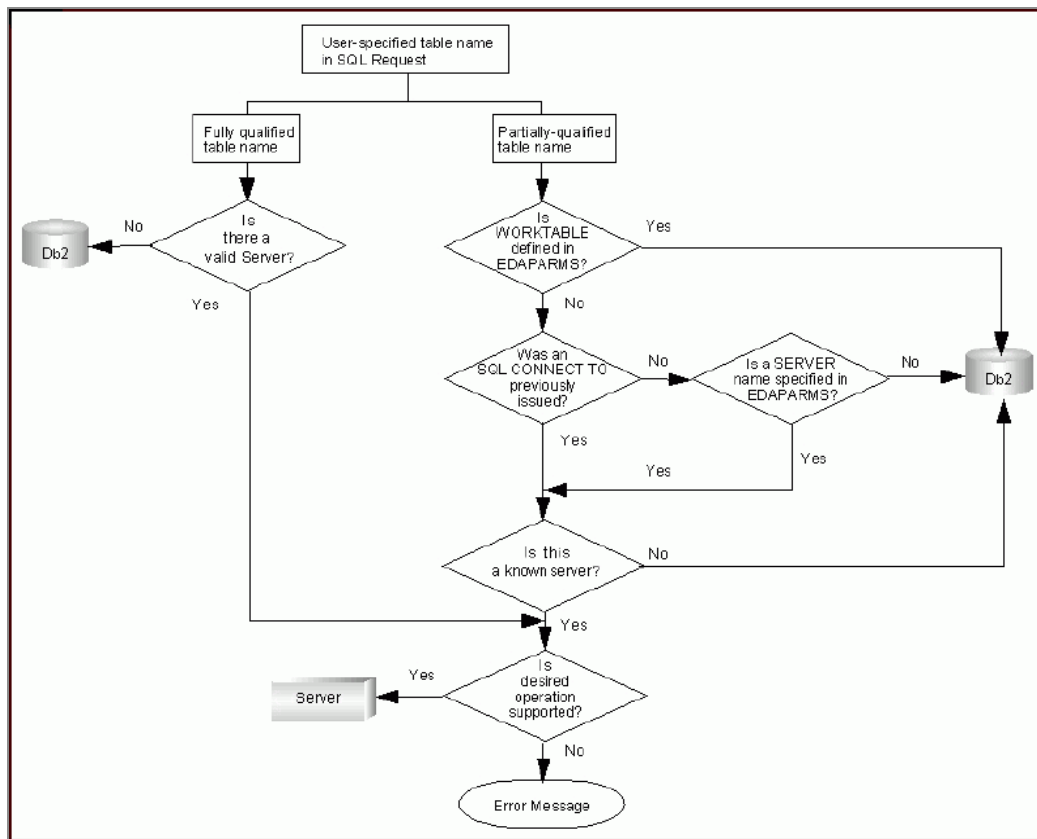 User-specified table name
in SQL Request
Fully qualified
table name
Partially-qualified
table name
Is
there a
valid Server?
No
Db2
Yes
Is
WORKTABLE
defined in
EDAPARMS?
Yes
No
Was an
SQL CONNECT TO
previously
issued?
No
Is a SERVER
name specified in
EDAPARMS?
No
Db2
Yes
Yes
Yes
Is this
a known server?
No
Yes
Is
desired
operation
supported?
Yes
Server
No
Error Message